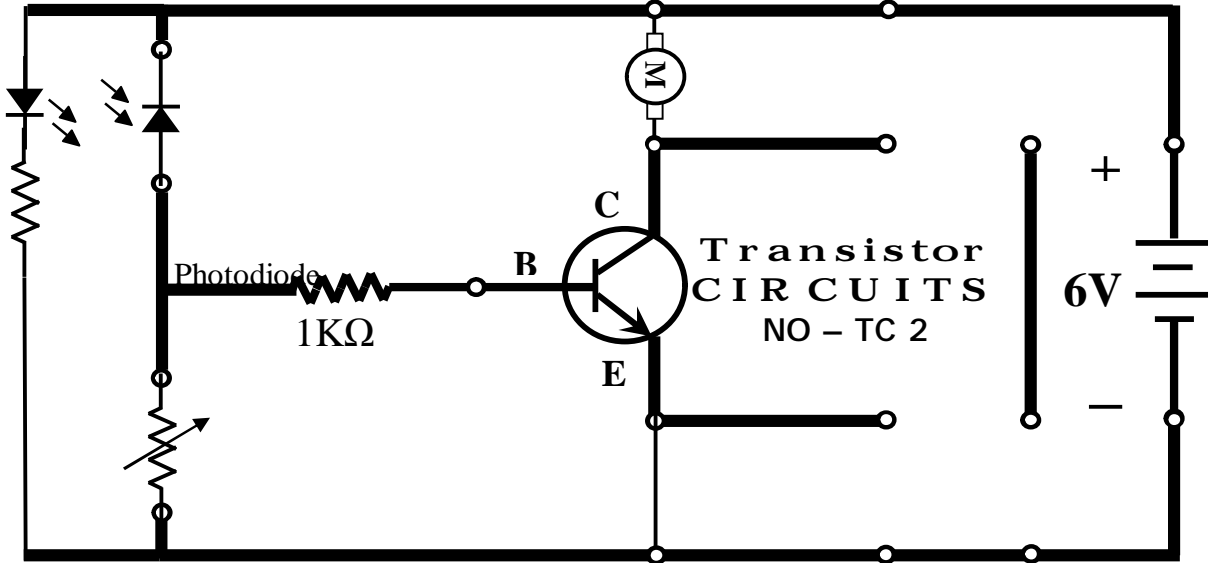 M
+
C
Transistor
B
Photodiode
CIRCUITS
6V
NO – TC 2
1KΩ
E
–